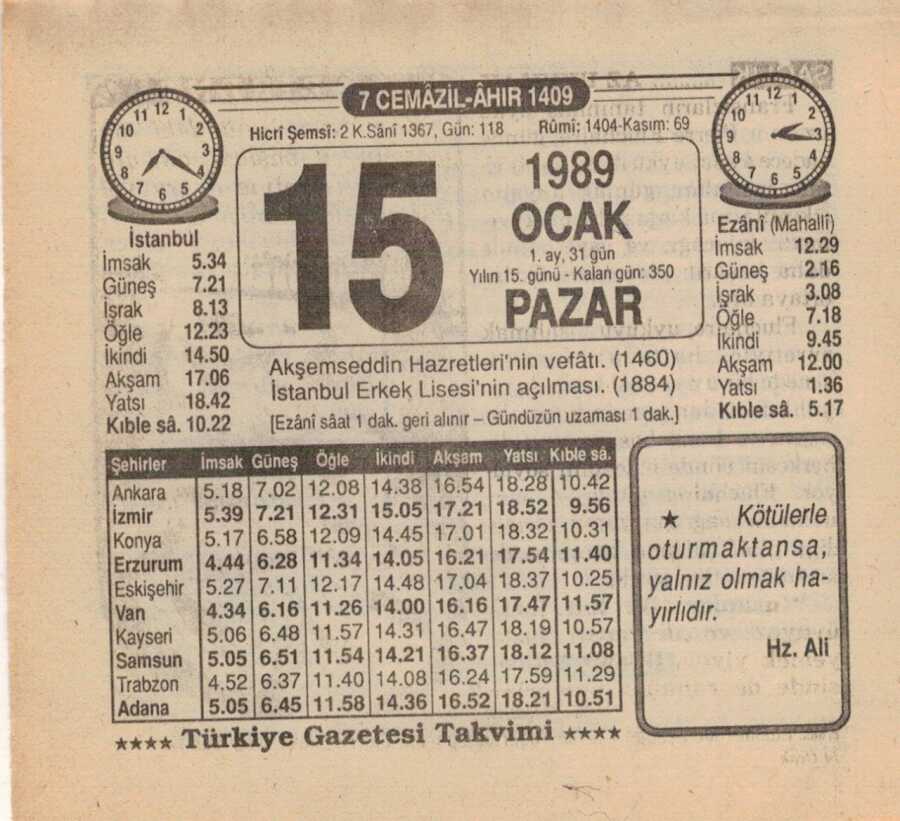 7 CEMÂZİL-ÂHIR 1409
Hicrî Şemsî: 2 K.Sânî 1367, Gün: 118 Rûmî: 1404-Kasım: 69
15
1989
OCAK
1. ay, 31 gün
Yılın 15. günü - Kalan gün: 350
PAZAR
İstanbul
İmsak 5.34
Güneş 7.21
İşrak 8.13
Öğle 12.23
İkindi 14.50
Akşam 17.06
Yatsı 18.42
Kıble sâ. 10.22
Ezânî (Mahallî)
İmsak 12.29
Güneş 2.16
İşrak 3.08
Öğle 7.18
İkindi 9.45
Akşam 12.00
Yatsı 1.36
Kıble sâ. 5.17
Akşemseddin Hazretleri'nin vefâtı. (1460)
İstanbul Erkek Lisesi'nin açılması. (1884)
[Ezânî sâat 1 dak. geri alınır – Gündüzün uzaması 1 dak.]
Şehirler İmsak Güneş Öğle İkindi Akşam Yatsı Kıble sâ.
Ankara 5.18 7.02 12.08 14.38 16.54 18.28 10.42
İzmir 5.39 7.21 12.31 15.05 17.21 18.52 9.56
Konya 5.17 6.58 12.09 14.45 17.01 18.32 10.31
Erzurum 4.44 6.28 11.34 14.05 16.21 17.54 11.40
Eskişehir 5.27 7.11 12.17 14.48 17.04 18.37 10.25
Van 4.34 6.16 11.26 14.00 16.16 17.47 11.57
Kayseri 5.06 6.48 11.57 14.31 16.47 18.19 10.57
Samsun 5.05 6.51 11.54 14.21 16.37 18.12 11.08
Trabzon 4.52 6.37 11.40 14.08 16.24 17.59 11.29
Adana 5.05 6.45 11.58 14.36 16.52 18.21 10.51
★ Kötülerle
oturmaktansa,
yalnız olmak ha-
yırlıdır.
Hz. Ali
★★★★ Türkiye Gazetesi Takvimi ★★★★